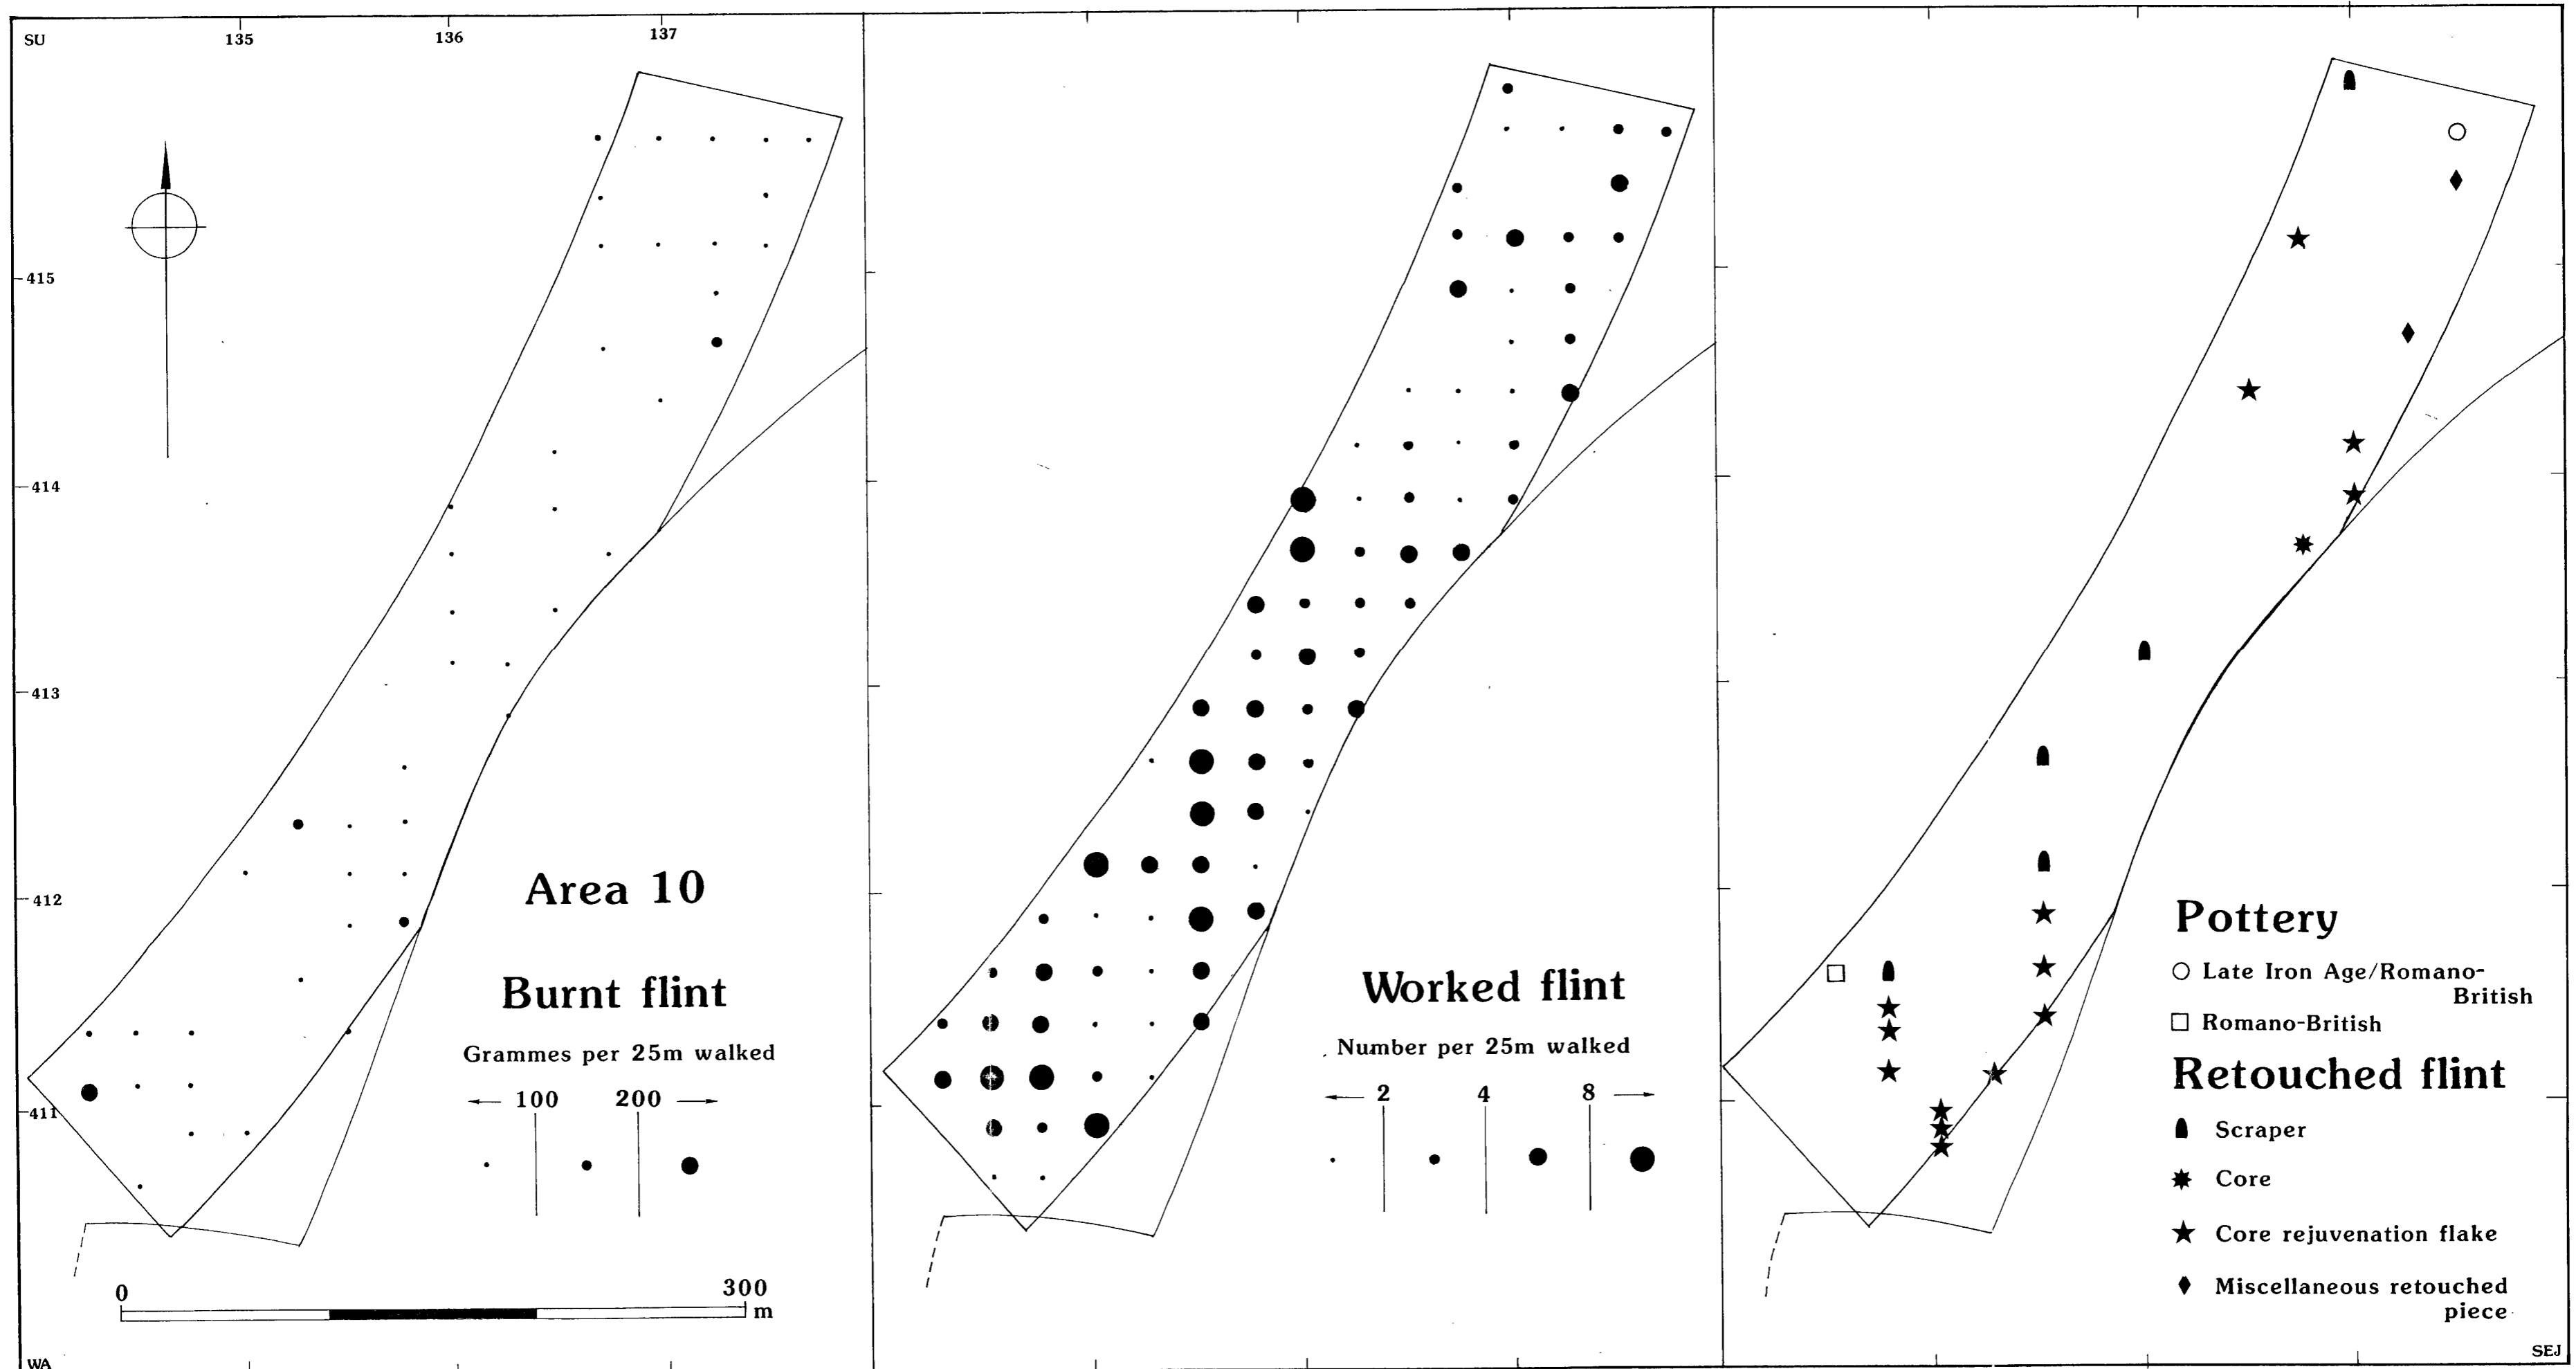 SU
135
136
137
415
414
413
412
411
Area 10
Burnt flint
Grammes per 25m walked
100
200
0
300
m
WA
Worked flint
Number per 25m walked
2
4
8
Pottery
Late Iron Age/Romano-
British
Romano-British
Retouched flint
Scraper
Core
Core rejuvenation flake
Miscellaneous retouched
piece
SEJ